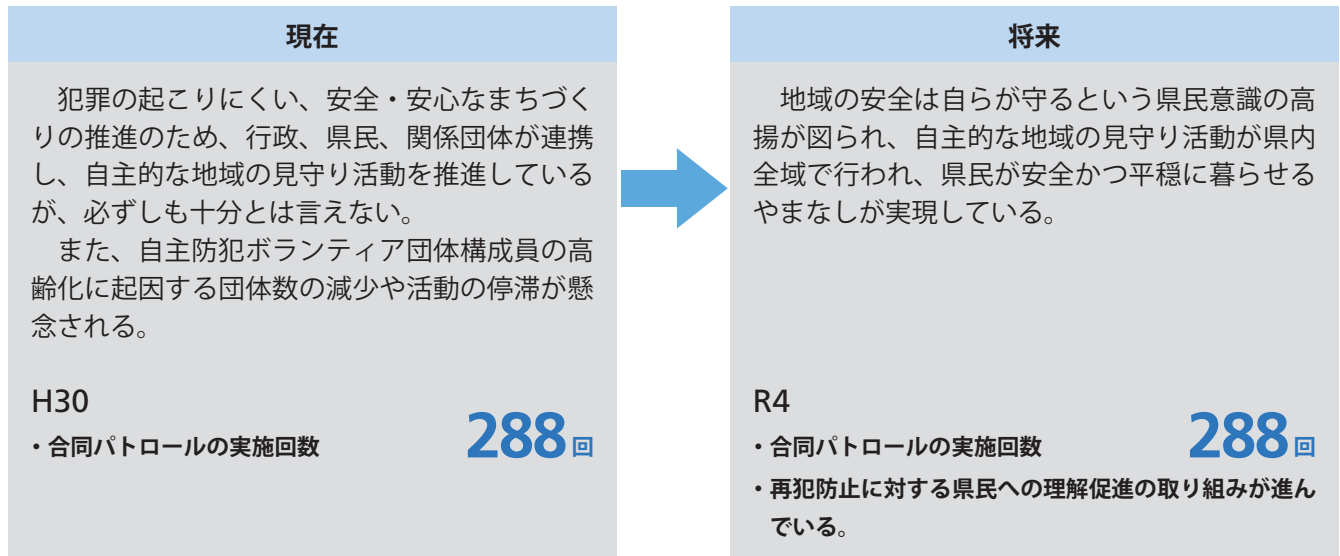 現在
犯罪の起こりにくい、安全・安心なまちづく
りの推進のため、行政、県民、関係団体が連携
し、自主的な地域の見守り活動を推進している
が、必ずしも十分とは言えない。
また、自主防犯ボランティア団体構成員の高
齢化に起因する団体数の減少や活動の停滞が懸
念される。
H30
・合同パトロールの実施回数 288回
将来
地域の安全は自らが守るという県民意識の高
揚が図られ、自主的な地域の見守り活動が県内
全域で行われ、県民が安全かつ平穏に暮らせる
やまなしが実現している。
R4
・合同パトロールの実施回数 288回
・再犯防止に対する県民への理解促進の取り組みが進ん
でいる。